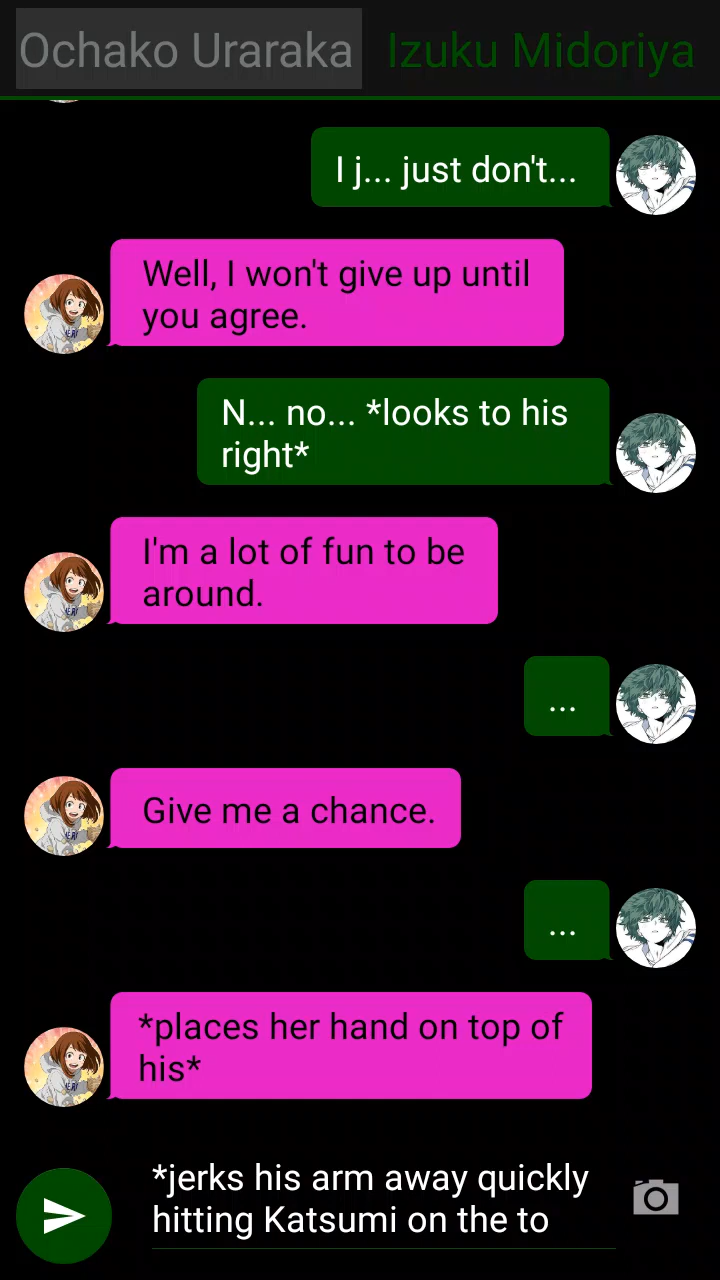 Ochako Uraraka Izuku Midoriya
I j... just don't...
Well, I won't give up until
you agree.
N... no... *looks to his
right*
I'm a lot of fun to be
around.
...
Give me a chance.
...
*places her hand on top of
his*
*jerks his arm away quickly
hitting Katsumi on the to